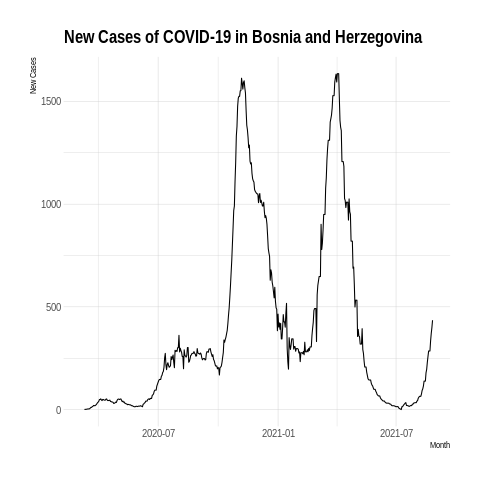 New Cases of COVID-19 in Bosnia and Herzegovina
New Cases
1500
1000
500
0
2020-07
2021-01
2021-07
Month